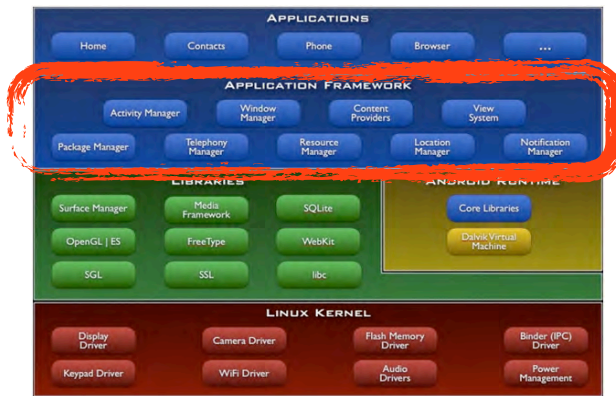 APPLICATIONS
Home Contacts Phone Browser ...
APPLICATION FRAMEWORK
Activity Manager Window Manager Content Providers View System
Package Manager Telephony Manager Resource Manager Location Manager Notification Manager
LIBRARIES ANDROID RUNTIME
Surface Manager Media Framework SQLite Core Libraries
OpenGL | ES FreeType WebKit Dalvik Virtual Machine
SGL SSL libc
LINUX KERNEL
Display Driver Camera Driver Flash Memory Driver Binder (IPC) Driver
Keypad Driver WiFi Driver Audio Drivers Power Management